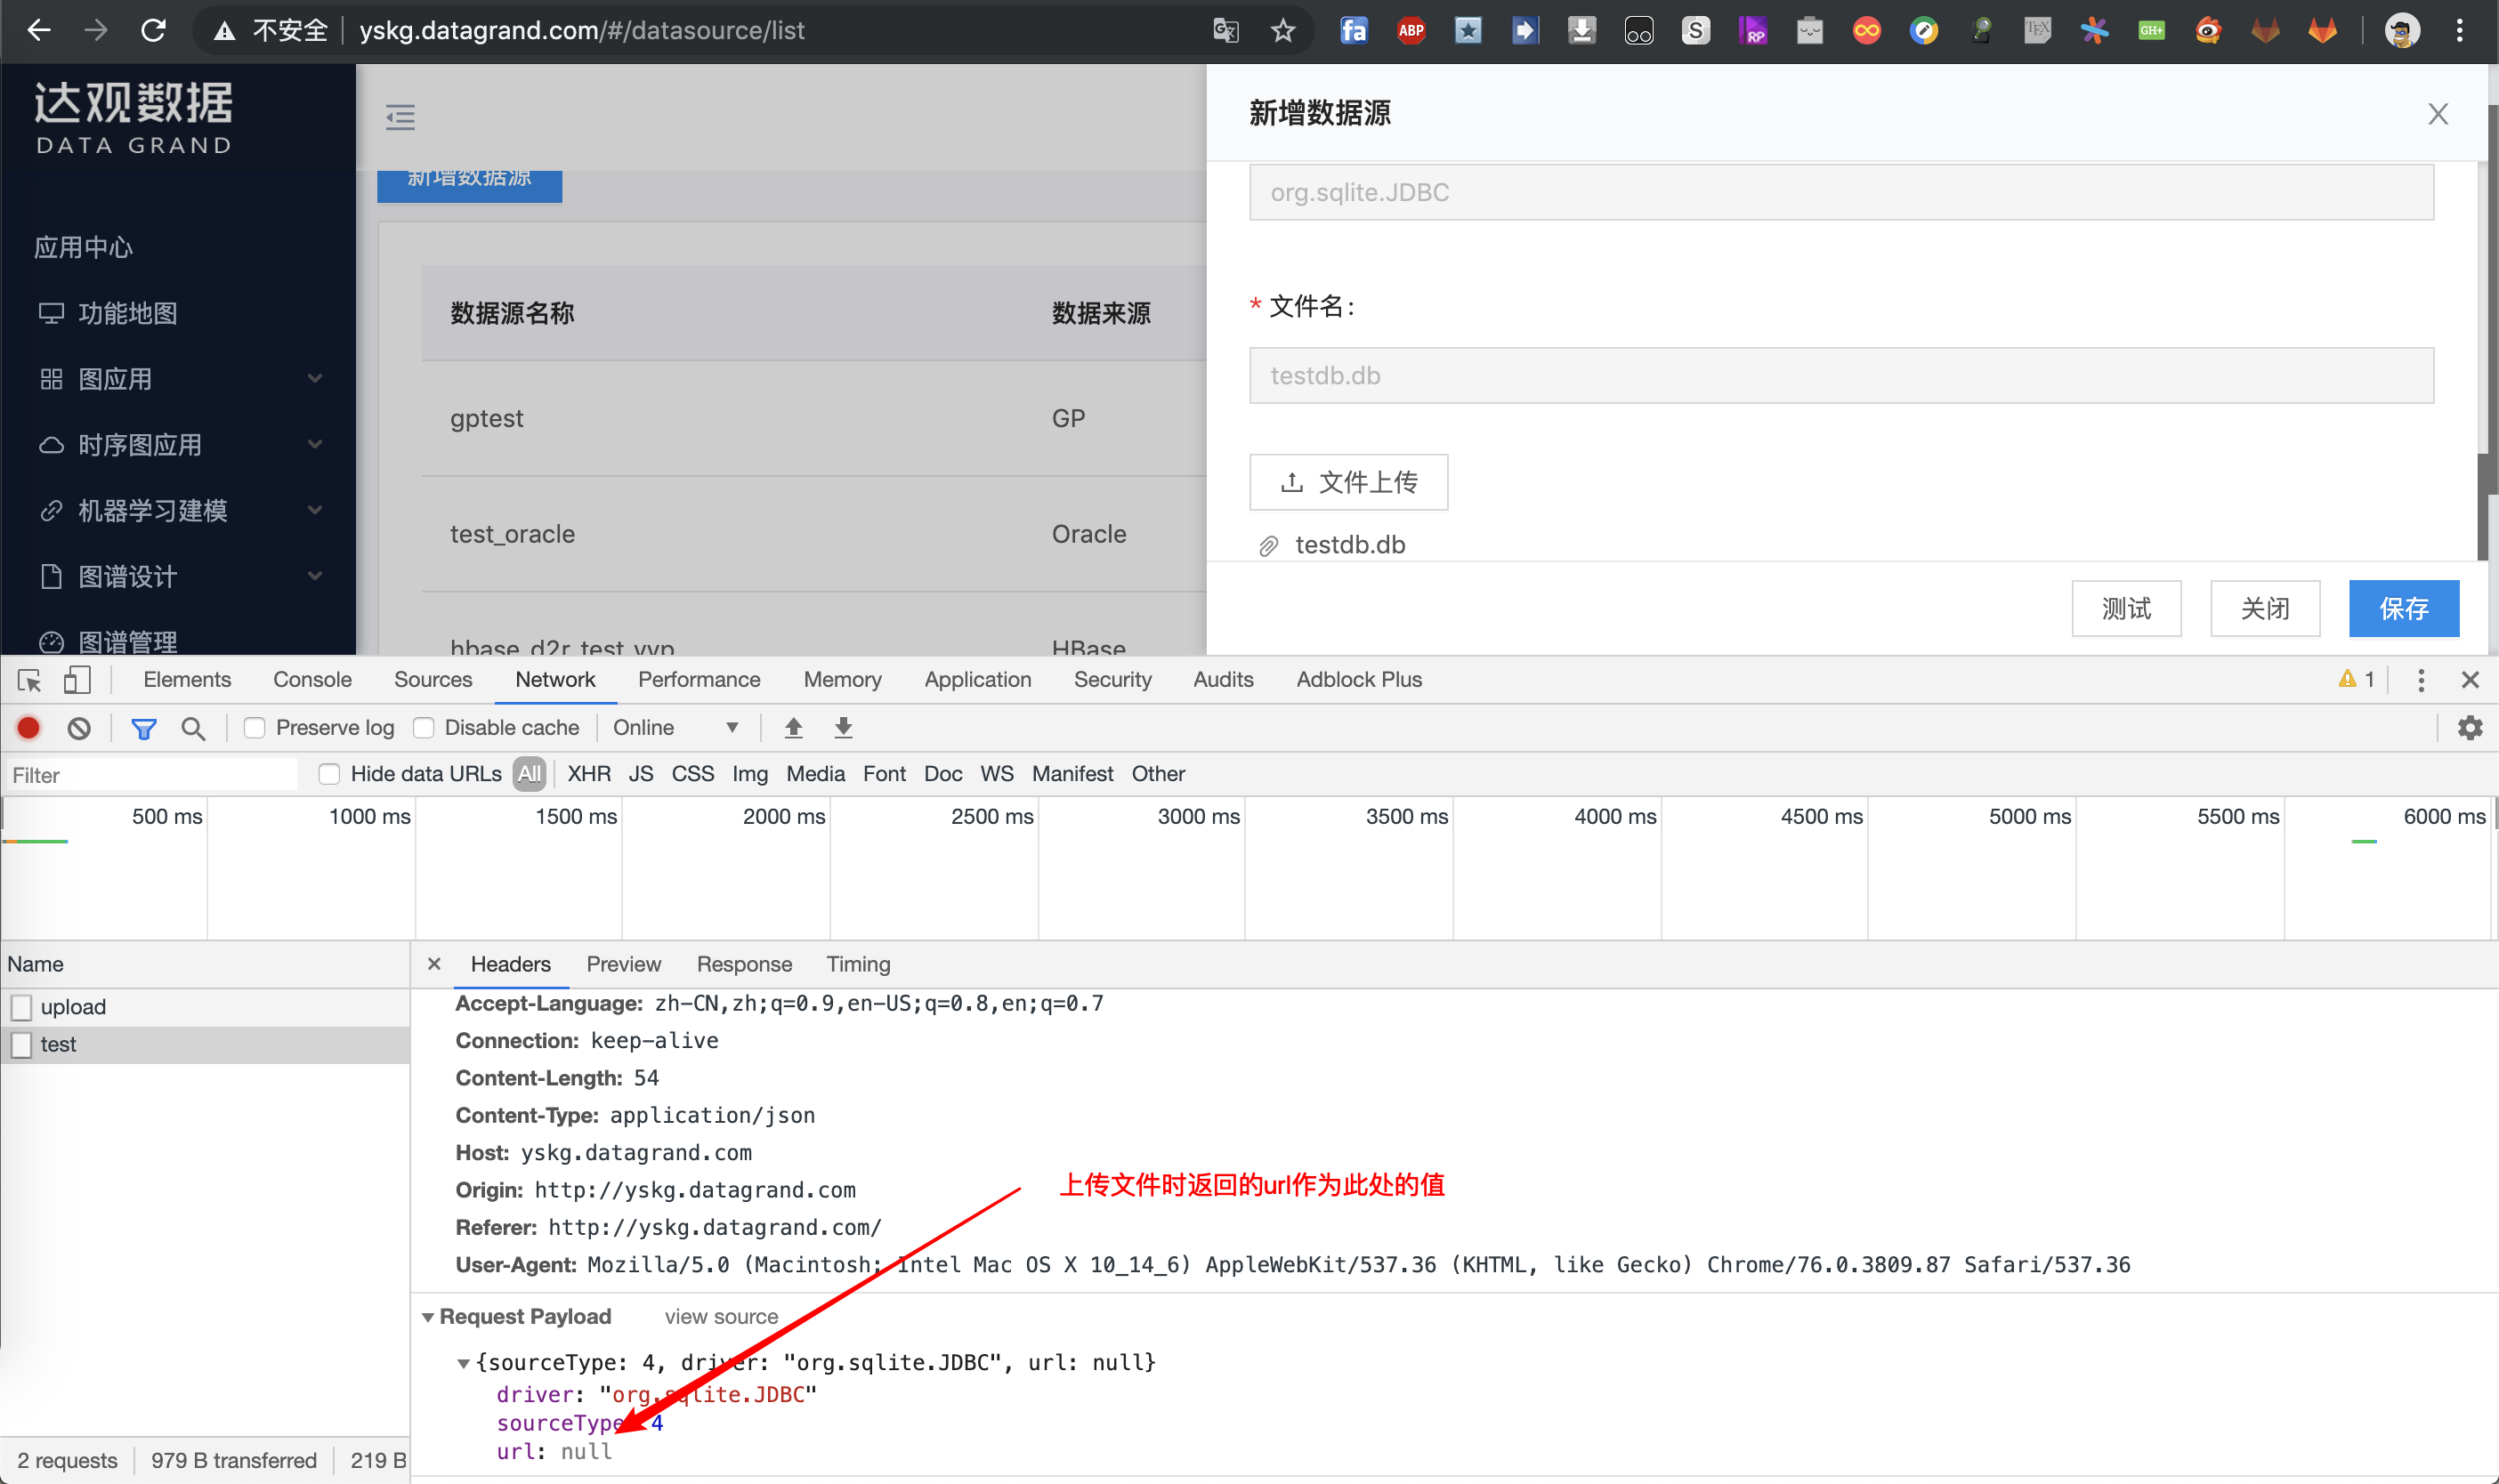 不安全 yskg.datagrand.com/#/datasource/list
达观数据
DATA GRAND
应用中心
功能地图
图应用
时序图应用
机器学习建模
图谱设计
图谱管理
新增数据源
数据源名称 数据来源
gptest GP
test_oracle Oracle
hbase_d2r_test_yyp HBase
新增数据源
org.sqlite.JDBC
* 文件名:
testdb.db
文件上传
testdb.db
测试 关闭 保存
Elements Console Sources Network Performance Memory Application Security Audits Adblock Plus 1
Preserve log Disable cache Online
Filter Hide data URLs All XHR JS CSS Img Media Font Doc WS Manifest Other
500 ms 1000 ms 1500 ms 2000 ms 2500 ms 3000 ms 3500 ms 4000 ms 4500 ms 5000 ms 5500 ms 6000 ms
Name
upload
test
Headers Preview Response Timing
Accept-Language: zh-CN,zh;q=0.9,en-US;q=0.8,en;q=0.7
Connection: keep-alive
Content-Length: 54
Content-Type: application/json
Host: yskg.datagrand.com
Origin: http://yskg.datagrand.com
Referer: http://yskg.datagrand.com/
User-Agent: Mozilla/5.0 (Macintosh; Intel Mac OS X 10_14_6) AppleWebKit/537.36 (KHTML, like Gecko) Chrome/76.0.3809.87 Safari/537.36
上传文件时返回的url作为此处的值
Request Payload view source
{sourceType: 4, driver: "org.sqlite.JDBC", url: null}
driver: "org.sqlite.JDBC"
sourceType: 4
url: null
2 requests 979 B transferred 219 B